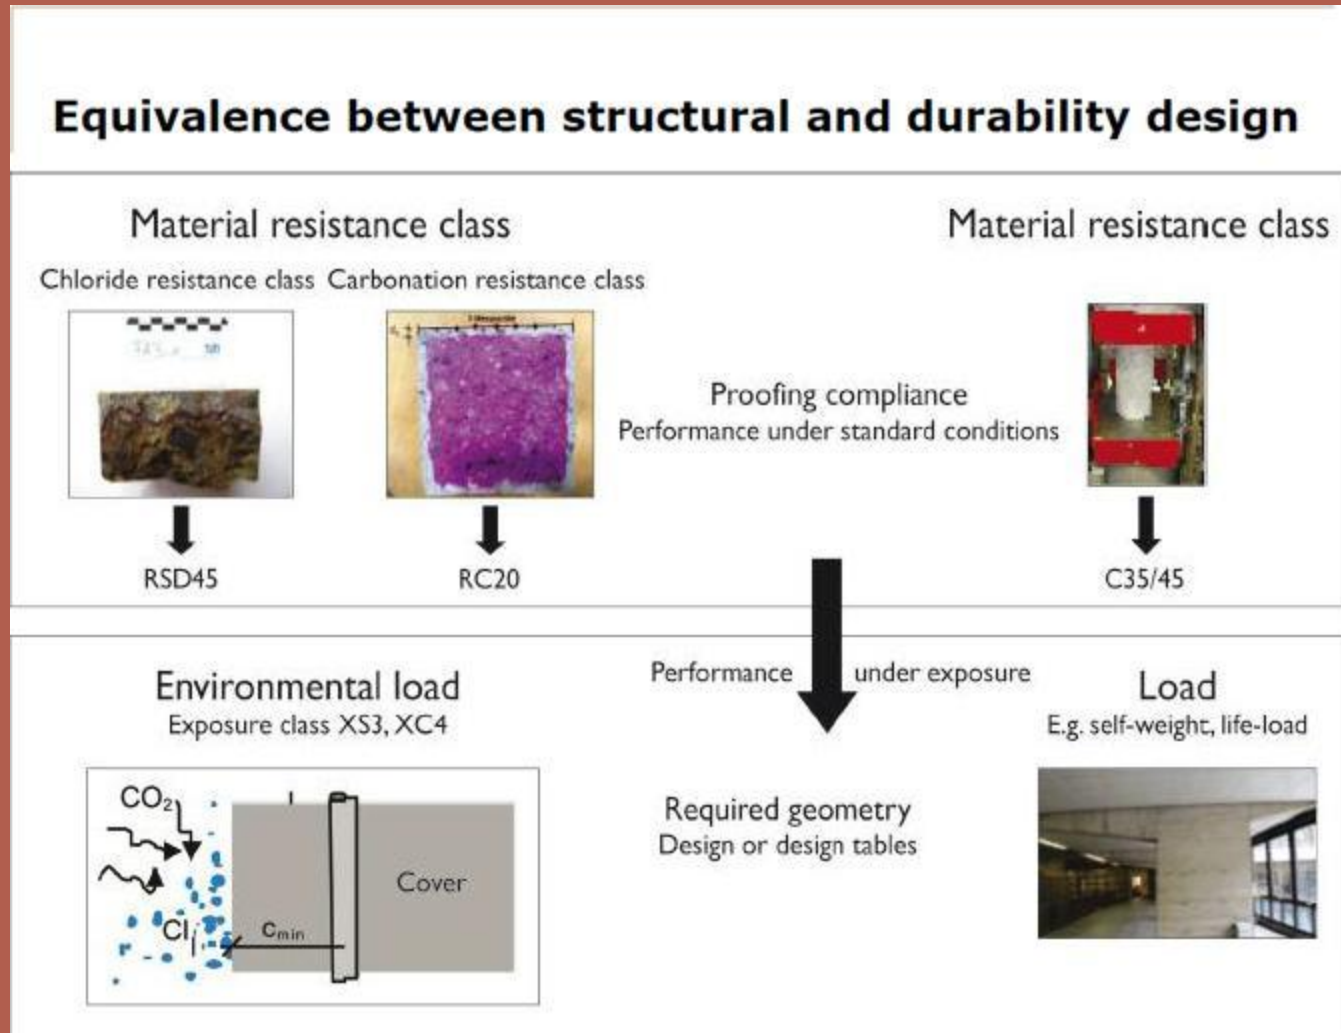 Equivalence between structural and durability design
Material resistance class
Material resistance class
Chloride resistance class
Carbonation resistance class
Proofing compliance
Performance under standard conditions
RSD45
RC20
C35/45
Performance under exposure
Environmental load
Exposure class XS3, XC4
Load
E.g. self-weight, life-load
CO₂
Cl
Cmin
Cover
Required geometry
Design or design tables